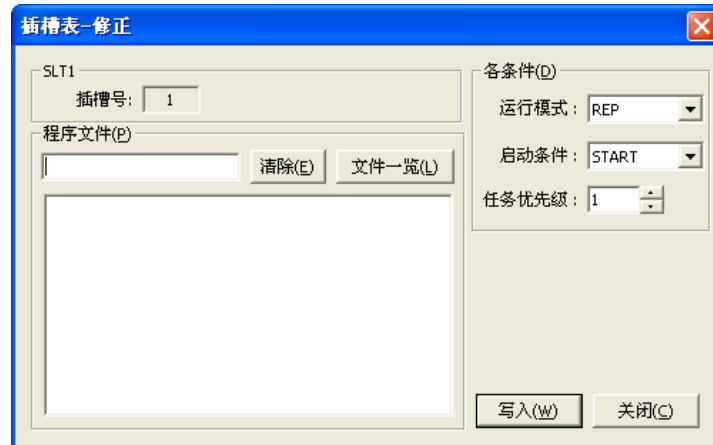 插槽表-修正
SLT1
插槽号: 1
程序文件(P)
清除(E) 文件一览(L)
各条件(D)
运行模式: REP
启动条件: START
任务优先级: 1
写入(W) 关闭(C)